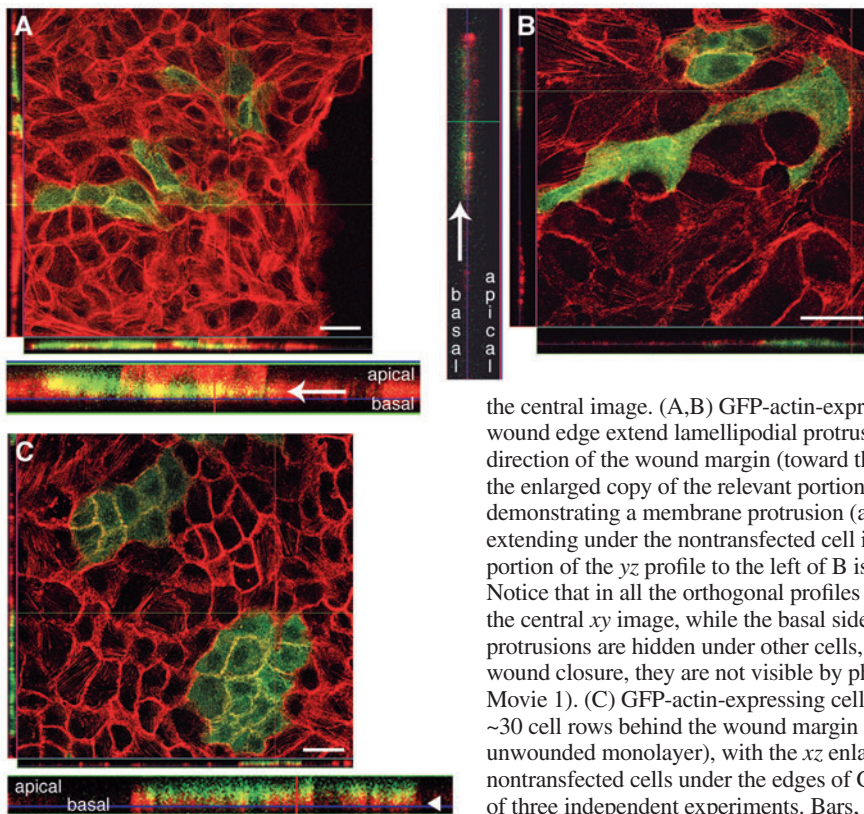 A
B
apical
basal
basal
apical
C
apical
basal
the central image. (A,B) GFP-actin-expr
wound edge extend lamellipodial protrus
direction of the wound margin (toward th
the enlarged copy of the relevant portion
demonstrating a membrane protrusion (a
extending under the nontransfected cell i
portion of the yz profile to the left of B is
Notice that in all the orthogonal profiles
the central xy image, while the basal side
protrusions are hidden under other cells,
wound closure, they are not visible by pl
Movie 1). (C) GFP-actin-expressing cell
~30 cell rows behind the wound margin
unwounded monolayer), with the xz enla
nontransfected cells under the edges of C
of three independent experiments. Bars,